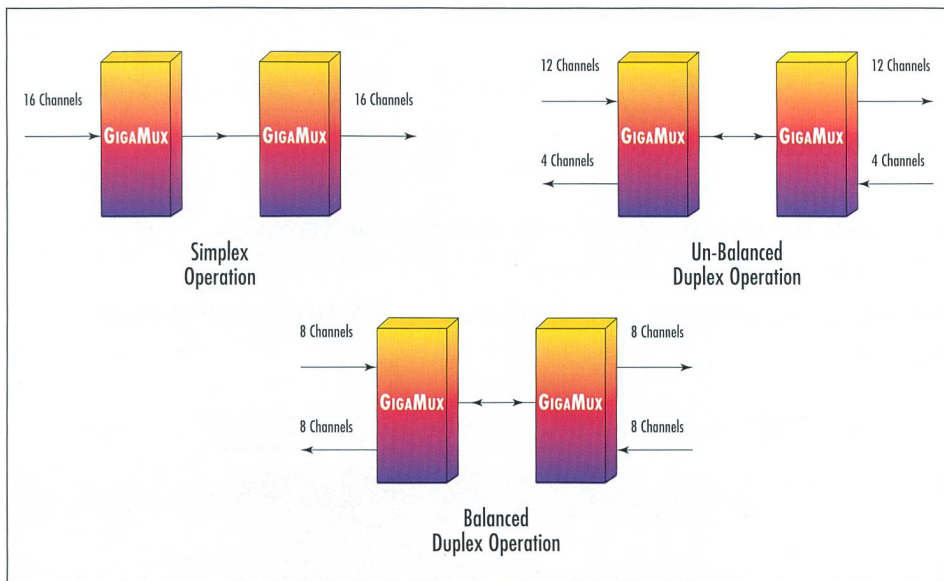 16 Channels
GIGAMUX
GIGAMUX
16 Channels
Simplex
Operation
12 Channels
4 Channels
GIGAMUX
GIGAMUX
12 Channels
4 Channels
Un-Balanced
Duplex Operation
8 Channels
8 Channels
GIGAMUX
GIGAMUX
8 Channels
8 Channels
Balanced
Duplex Operation